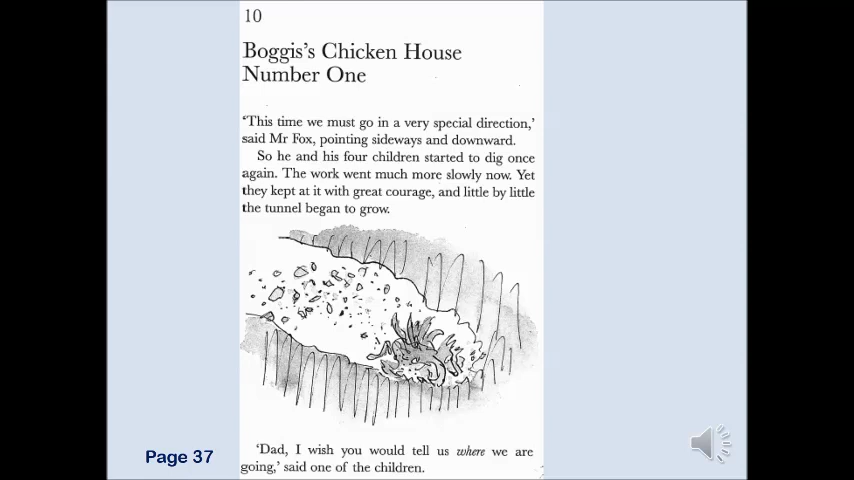 10
Boggis's Chicken House
Number One
'This time we must go in a very special direction,'
said Mr Fox, pointing sideways and downward.
So he and his four children started to dig once
again. The work went much more slowly now. Yet
they kept at it with great courage, and little by little
the tunnel began to grow.
'Dad, I wish you would tell us where we are
going,' said one of the children.
Page 37